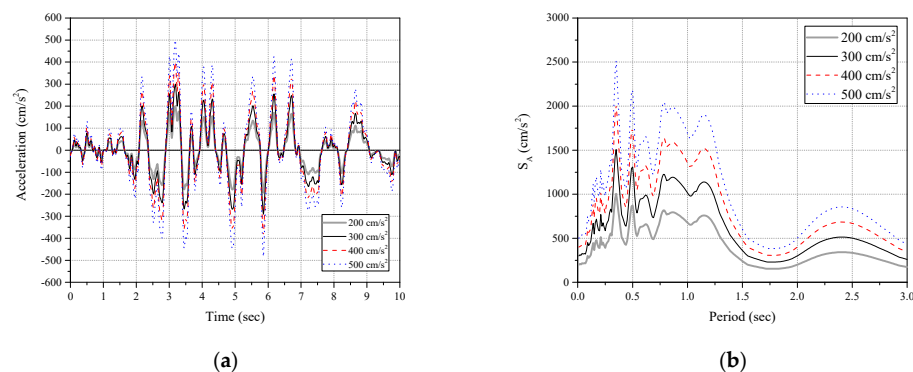 600
500
400
300
200
100
0
-100
-200
-300
-400
-500
-600
Acceleration (cm/s²)
200 cm/s²
300 cm/s²
400 cm/s²
500 cm/s²
0 1 2 3 4 5 6 7 8 9 10
Time (sec)
(a)
3000
2500
2000
1500
1000
500
0
S_A (cm/s²)
200 cm/s²
300 cm/s²
400 cm/s²
500 cm/s²
0.0 0.5 1.0 1.5 2.0 2.5 3.0
Period (sec)
(b)